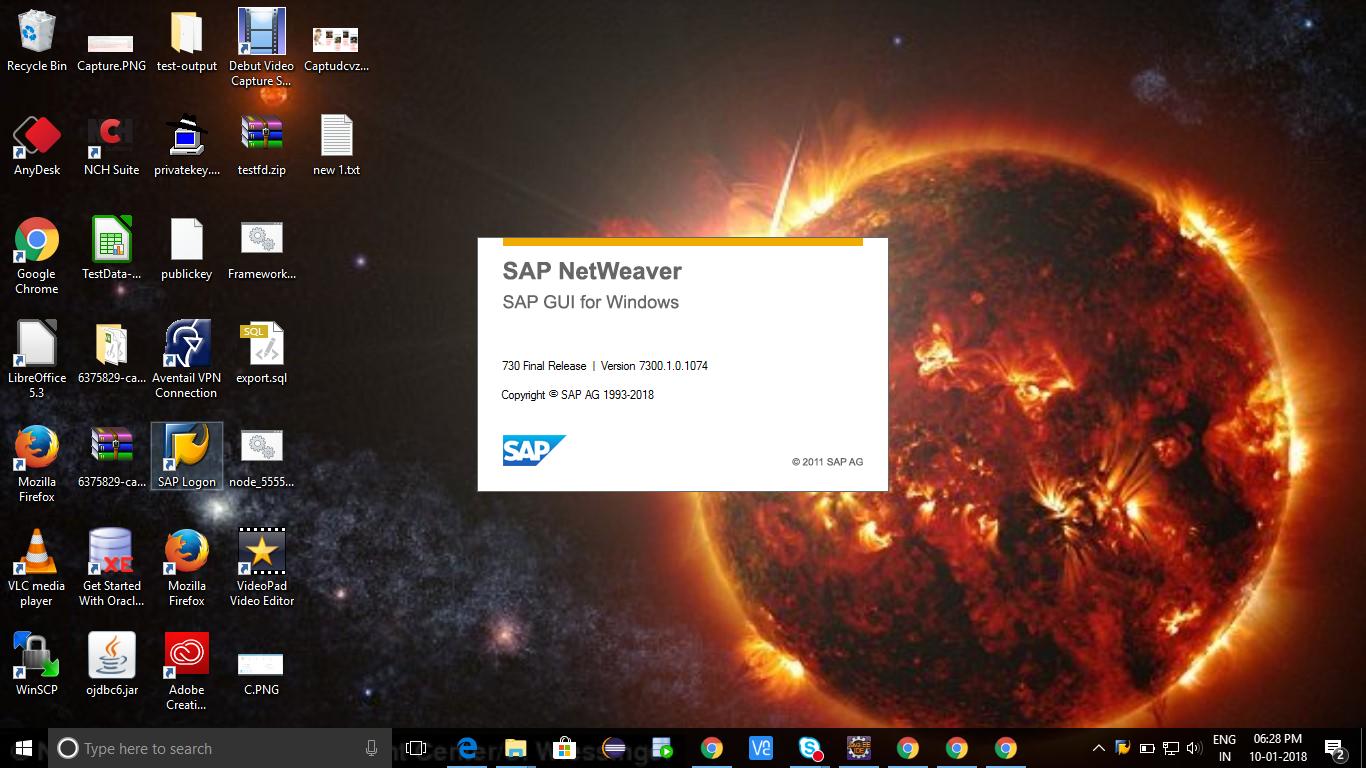 Recycle Bin
Capture.PNG
test-output
Debut Video
Capture S...
Captudcvz...
AnyDesk
NCH
NCH Suite
privatekey....
testfd.zip
new 1.txt
Google
Chrome
TestData-...
publickey
Framework...
LibreOffice
5.3
6375829-ca...
Aventail VPN
Connection
SQL
export.sql
Mozilla
Firefox
6375829-ca...
SAP Logon
node_5555...
VLC media
player
XE
Get Started
With Oracl...
Mozilla
Firefox
VideoPad
Video Editor
WinSCP
ojdbc6.jar
Adobe
Creati...
C.PNG
SAP NetWeaver
SAP GUI for Windows
730 Final Release | Version 7300.1.0.1074
Copyright © SAP AG 1993-2018
SAP
© 2011 SAP AG
Type here to search
ENG
IN
06:28 PM
10-01-2018
2